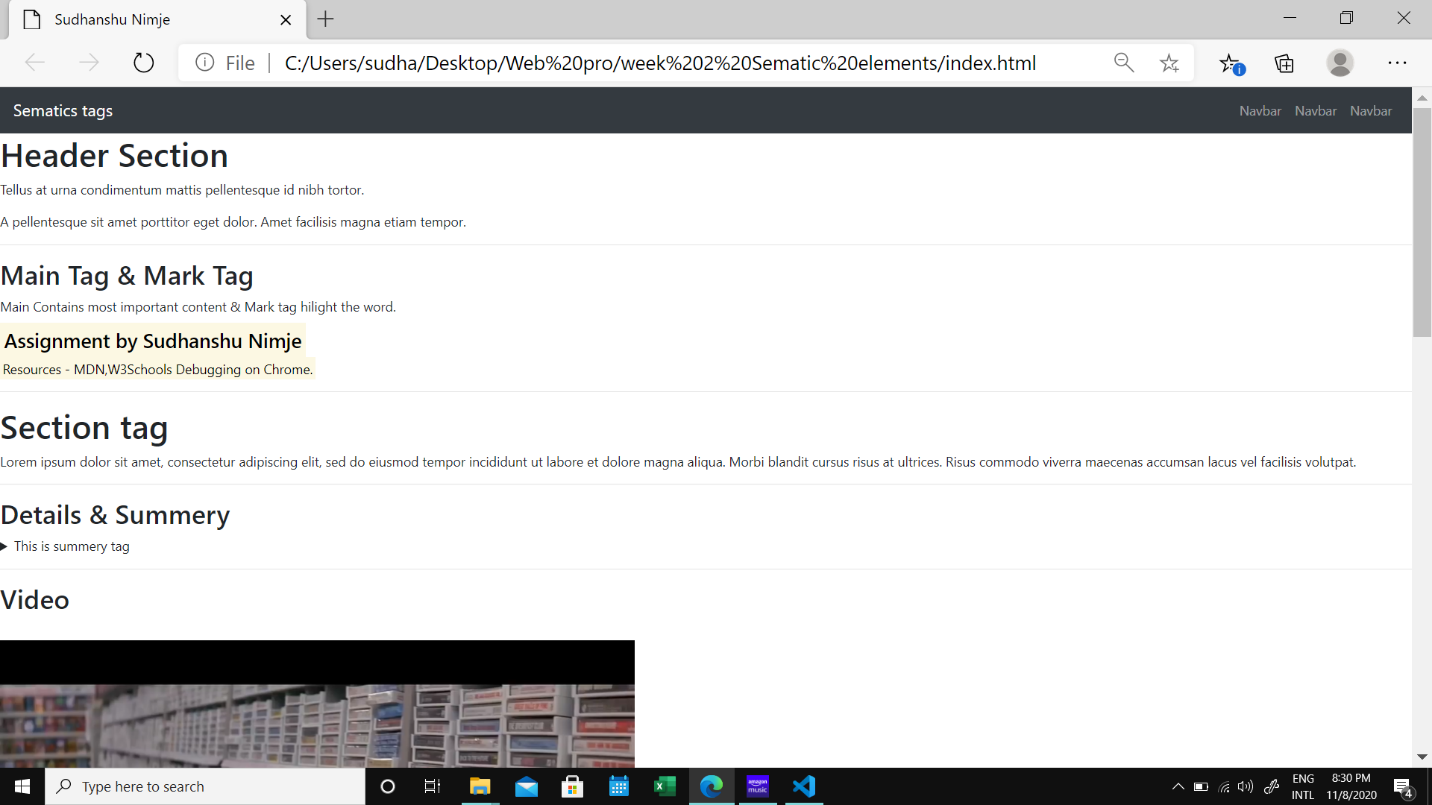 Sudhanshu Nimje
File
C:/Users/sudha/Desktop/Web%20pro/week%202%20Sematic%20elements/index.html
Sematics tags
Navbar Navbar Navbar
Header Section
Tellus at urna condimentum mattis pellentesque id nibh tortor.
A pellentesque sit amet porttitor eget dolor. Amet facilisis magna etiam tempor.
Main Tag & Mark Tag
Main Contains most important content & Mark tag hilight the word.
Assignment by Sudhanshu Nimje
Resources - MDN,W3Schools Debugging on Chrome.
Section tag
Lorem ipsum dolor sit amet, consectetur adipiscing elit, sed do eiusmod tempor incididunt ut labore et dolore magna aliqua. Morbi blandit cursus risus at ultrices. Risus commodo viverra maecenas accumsan lacus vel facilisis volutpat.
Details & Summery
This is summery tag
Video
Type here to search
amazon
music
ENG
INTL
8:30 PM
11/8/2020
4